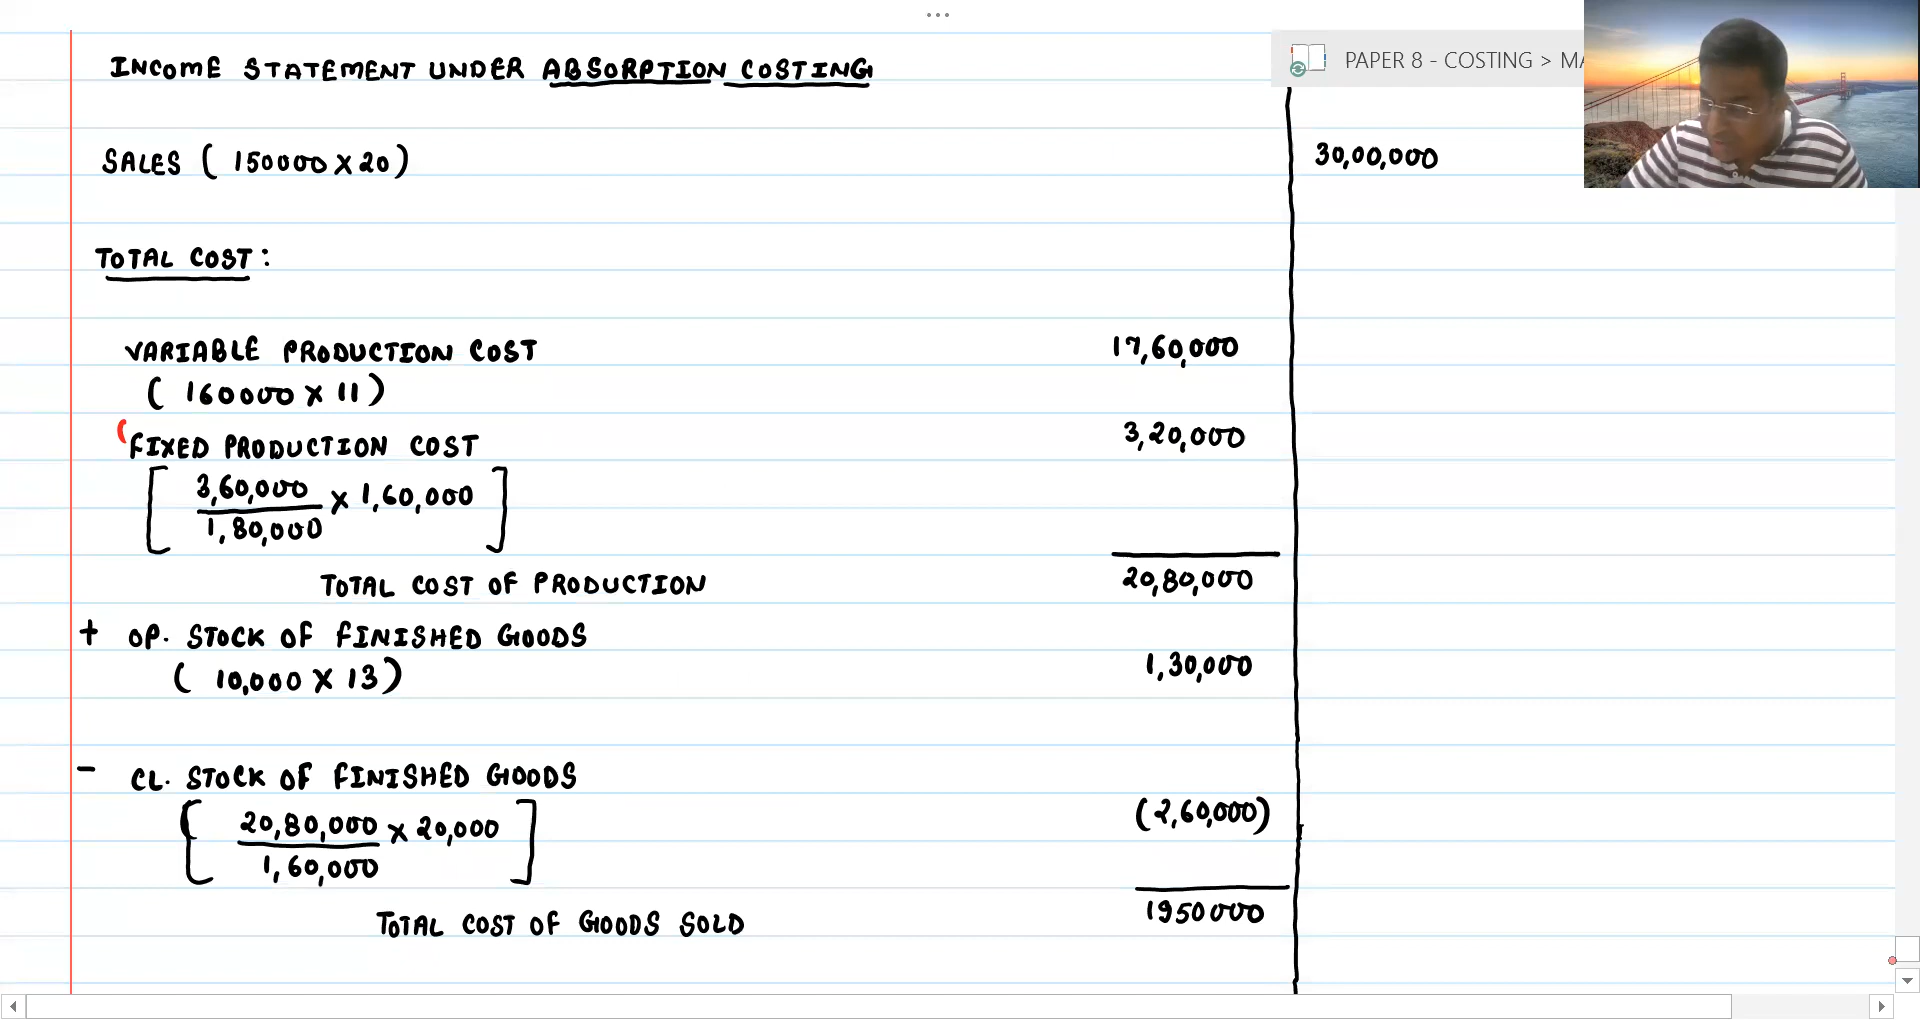 INCOME STATEMENT UNDER ABSORPTION COSTING
PAPER 8 - COSTING >
SALES ( 150000 X 20 ) 30,00,000
TOTAL COST :
VARIABLE PRODUCTION COST 17,60,000
( 160000 X 11 )
( FIXED PRODUCTION COST 3,20,000
[ 3,60,000 / 1,80,000 X 1,60,000 ]
TOTAL COST OF PRODUCTION 20,80,000
+ OP. STOCK OF FINISHED GOODS
( 10,000 X 13 ) 1,30,000
- CL. STOCK OF FINISHED GOODS
[ 20,80,000 / 1,60,000 X 20,000 ] (2,60,000)
TOTAL COST OF GOODS SOLD 1950000